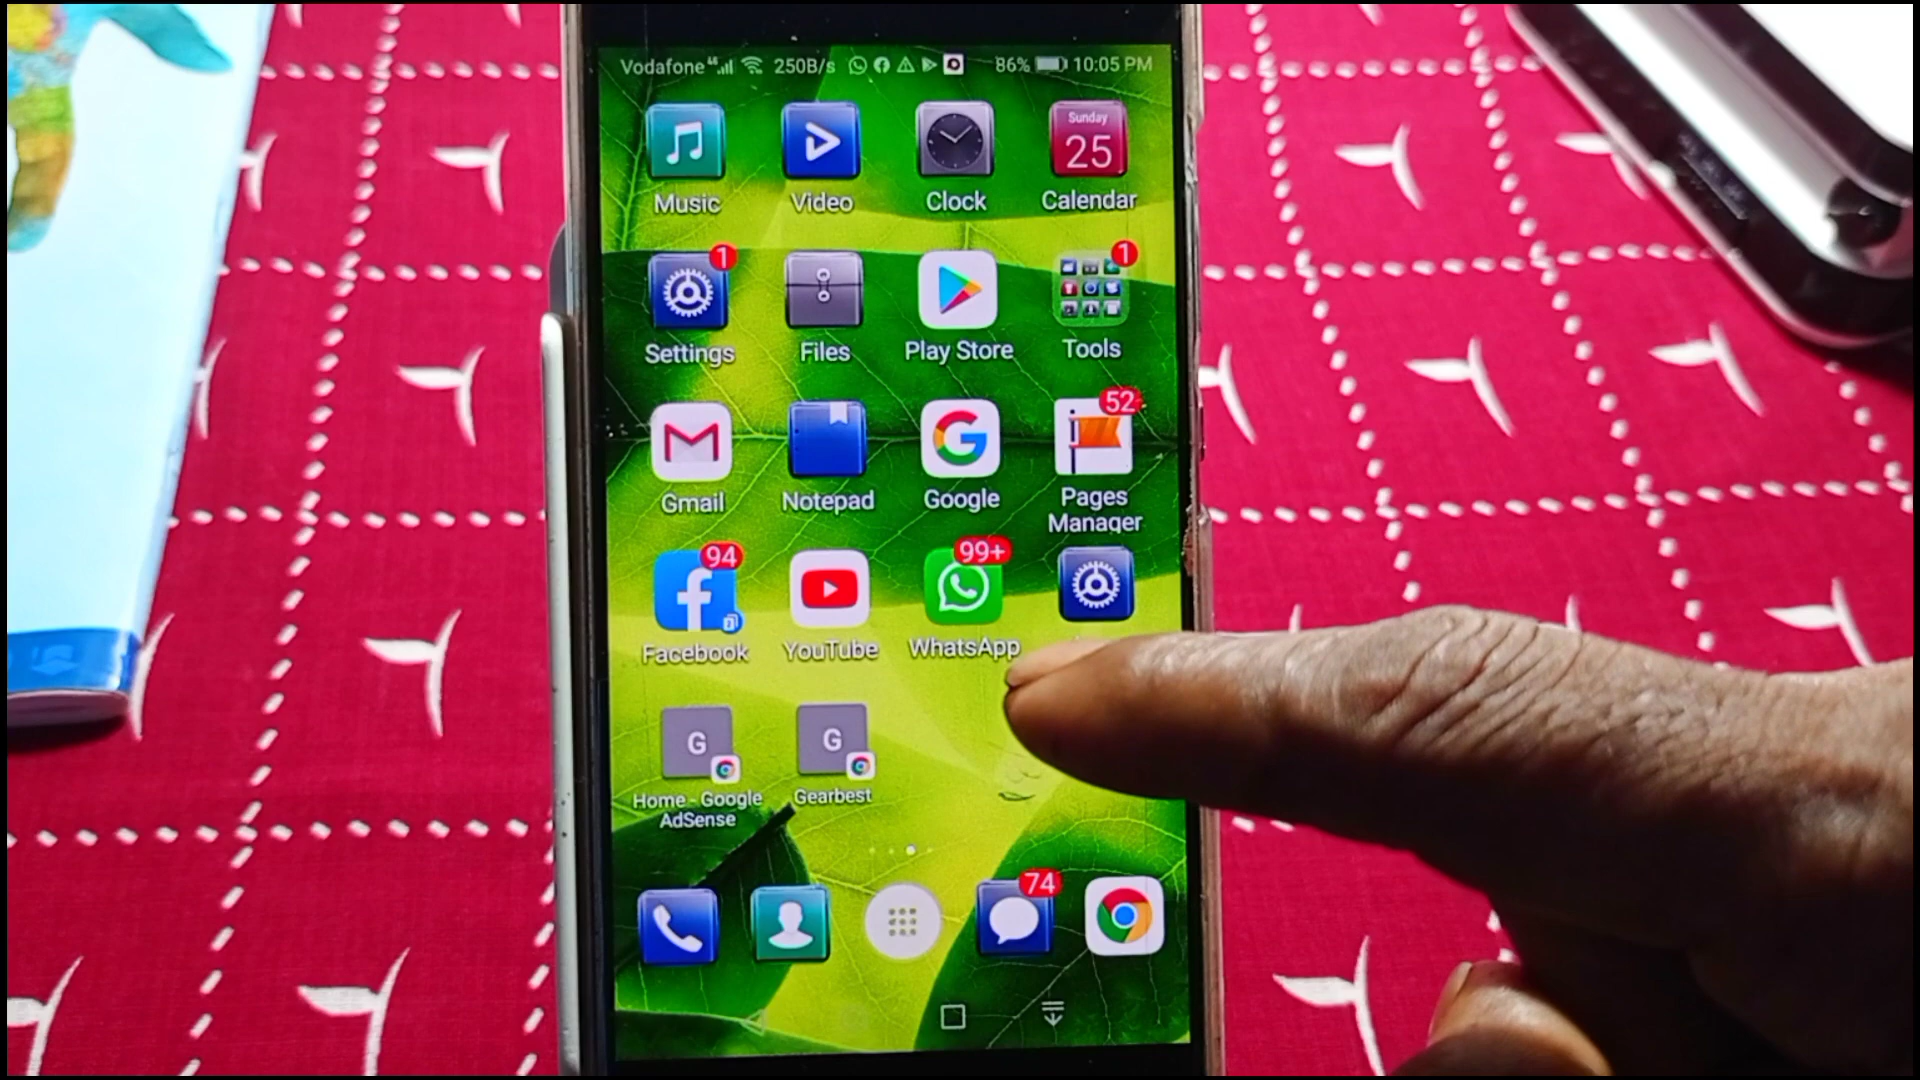 Vodafone 4G 250B/s 86% 10:05 PM
Sunday
25
Music Video Clock Calendar
1 1
Settings Files Play Store Tools
52
Gmail Notepad Google Pages Manager
94 99+
Facebook YouTube WhatsApp
G G
Home - Google AdSense Gearbest
74